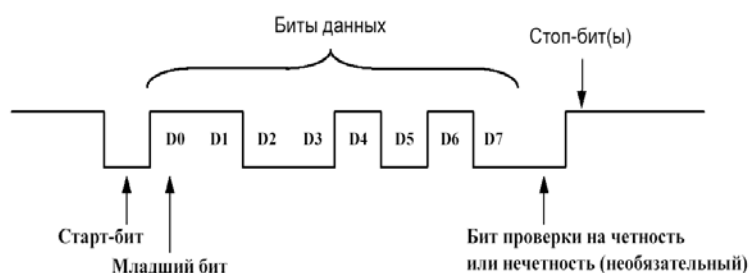 Биты данных
Стоп-бит(ы)
D0 D1 D2 D3 D4 D5 D6 D7
Старт-бит
Младший бит
Бит проверки на четность
или нечетность (необязательный)